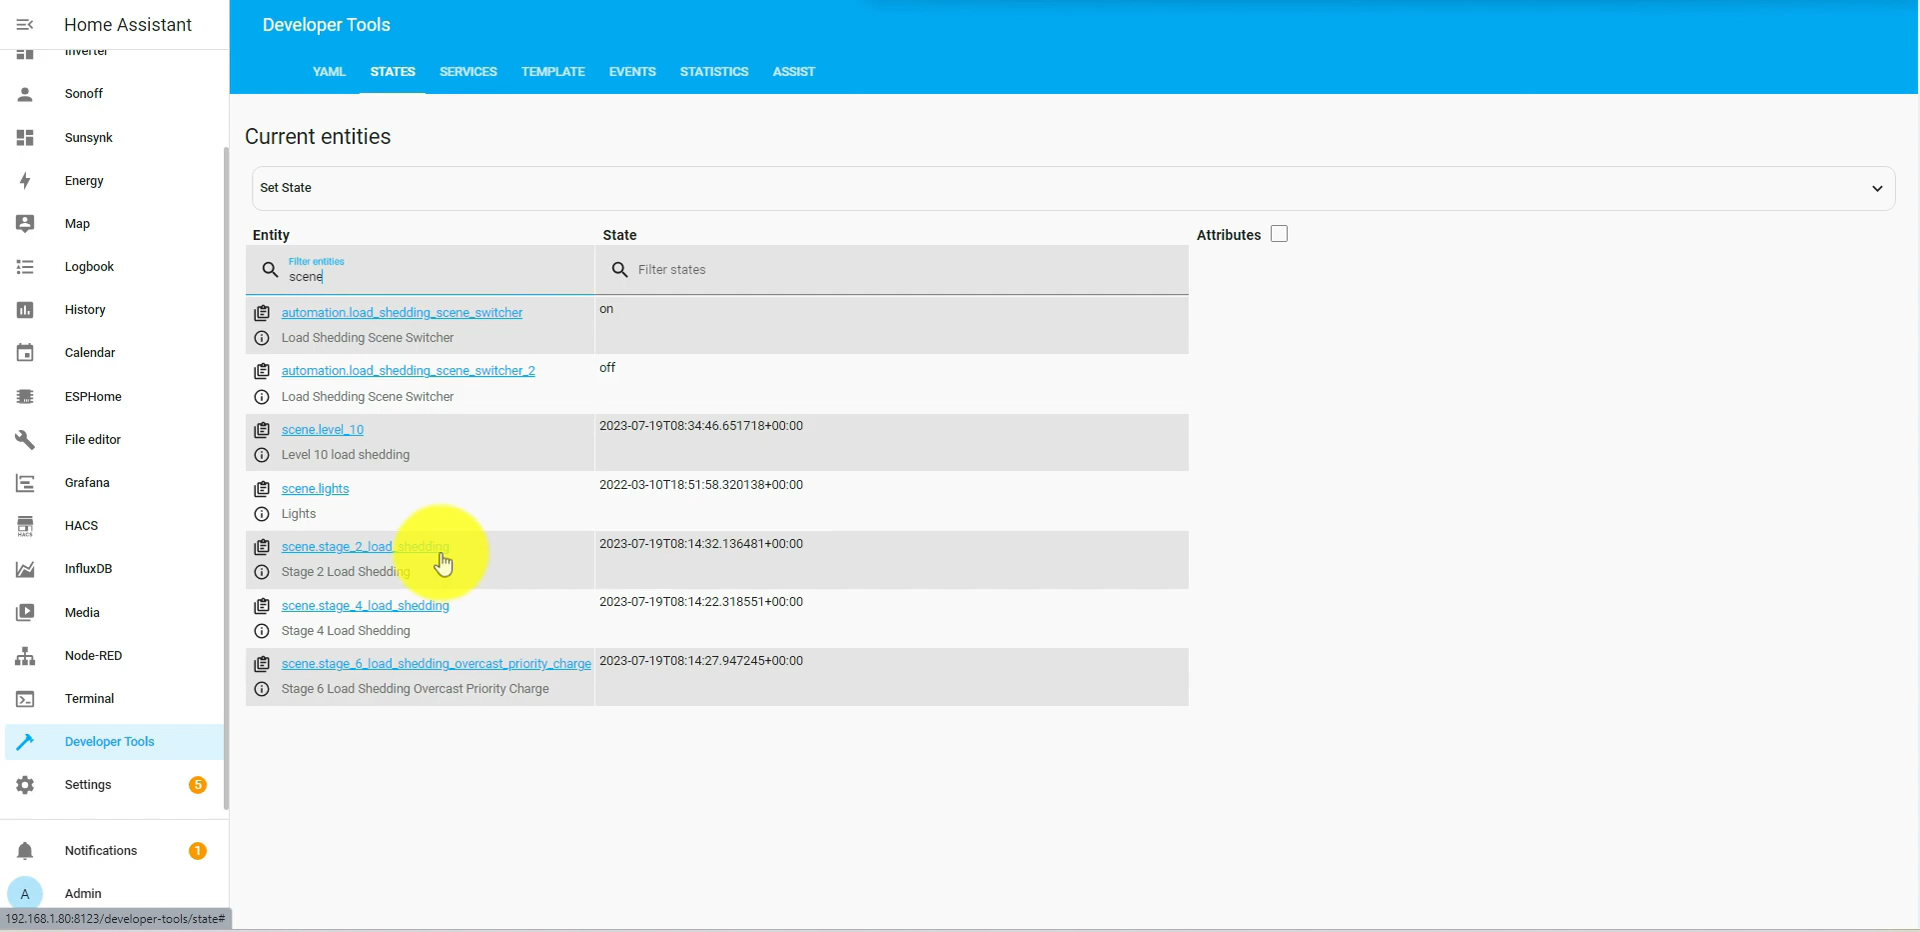 Home Assistant
Developer Tools
YAML STATES SERVICES TEMPLATE EVENTS STATISTICS ASSIST
Inverter
Sonoff
Sunsynk
Energy
Map
Logbook
History
Calendar
ESPHome
File editor
Grafana
HACS
HACS
InfluxDB
Media
Node-RED
Terminal
Developer Tools
Settings 5
Notifications 1
A Admin
192.168.1.80:8123/developer-tools/state#
Current entities
Set State
Entity State Attributes
Filter entities
scene
Filter states
automation.load_shedding_scene_switcher on
Load Shedding Scene Switcher
automation.load_shedding_scene_switcher_2 off
Load Shedding Scene Switcher
scene.level_10 2023-07-19T08:34:46.651718+00:00
Level 10 load shedding
scene.lights 2022-03-10T18:51:58.320138+00:00
Lights
scene.stage_2_load_shedding 2023-07-19T08:14:32.136481+00:00
Stage 2 Load Shedding
scene.stage_4_load_shedding 2023-07-19T08:14:22.318551+00:00
Stage 4 Load Shedding
scene.stage_6_load_shedding_overcast_priority_charge 2023-07-19T08:14:27.947245+00:00
Stage 6 Load Shedding Overcast Priority Charge